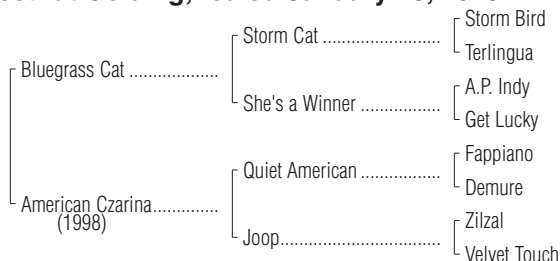 Storm Bird
Storm Cat ........................
Terlingua
Bluegrass Cat ..................
A.P. Indy
She's a Winner ................
Get Lucky
Fappiano
Quiet American ................
Demure
American Czarina.............
(1998)
Zilzal
Joop.................................
Velvet Touch